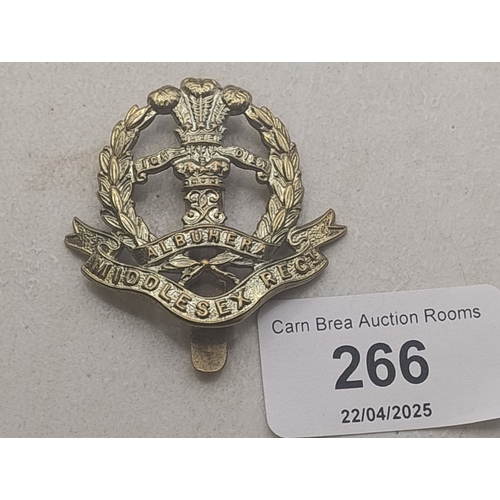 ICH DIEN
ALBUHERA
MIDDLESEX REGT
Carn Brea Auction Rooms
266
22/04/2025